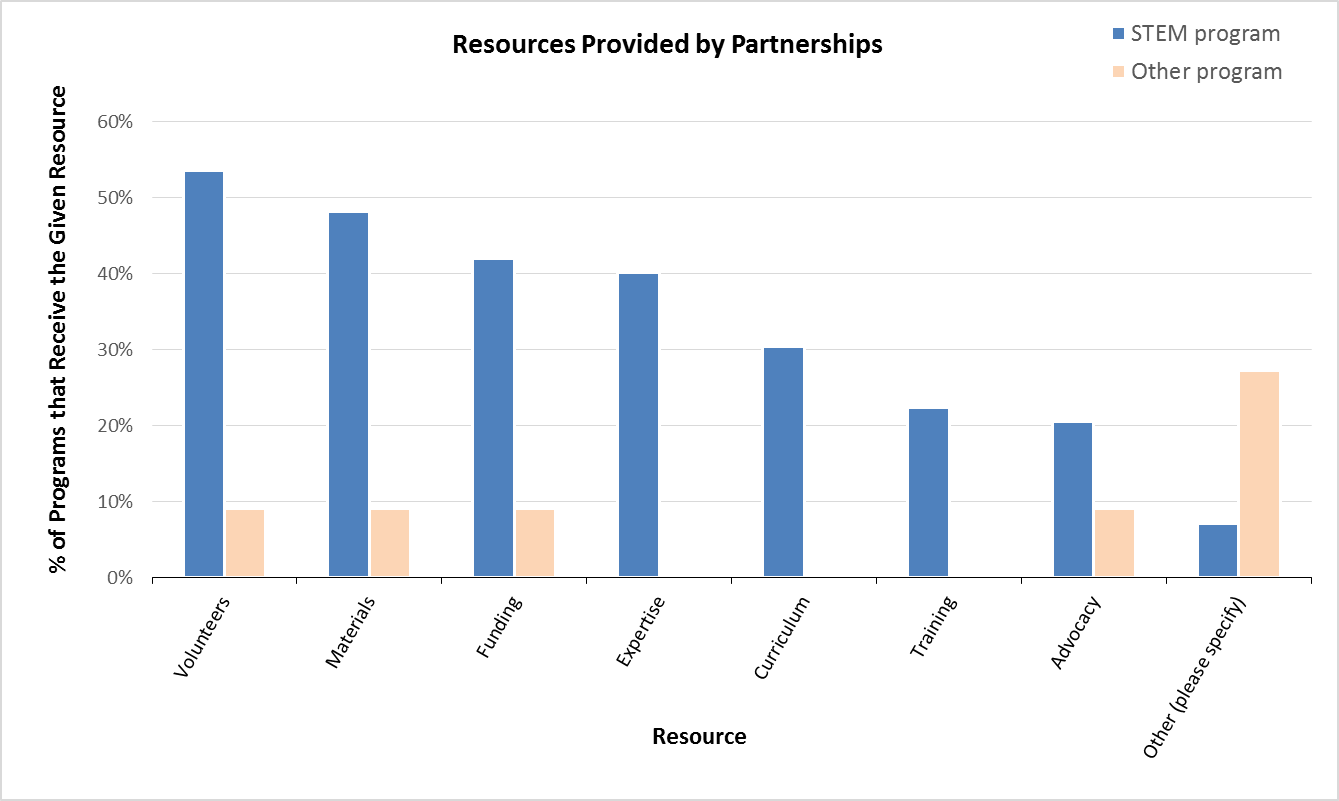 Resources Provided by Partnerships
STEM program
Other program
% of Programs that Receive the Given Resource
60%
50%
40%
30%
20%
10%
0%
Volunteers
Materials
Funding
Expertise
Curriculum
Training
Advocacy
Other (please specify)
Resource